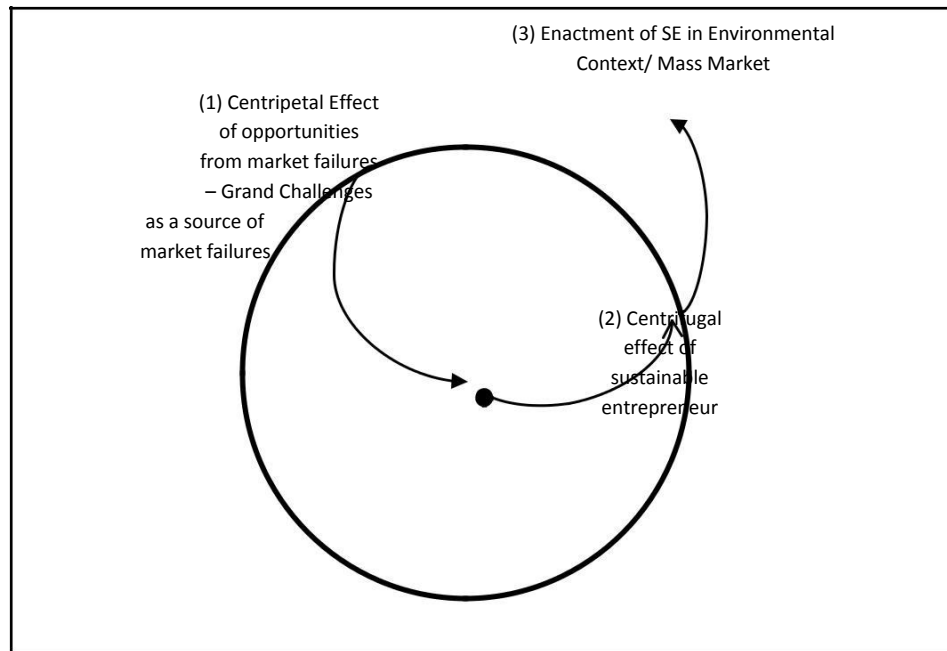 (3) Enactment of SE in Environmental
Context/ Mass Market
(1) Centripetal Effect
of opportunities
from market failures
– Grand Challenges
as a source of
market failures
(2) Centrifugal
effect of
sustainable
entrepreneur